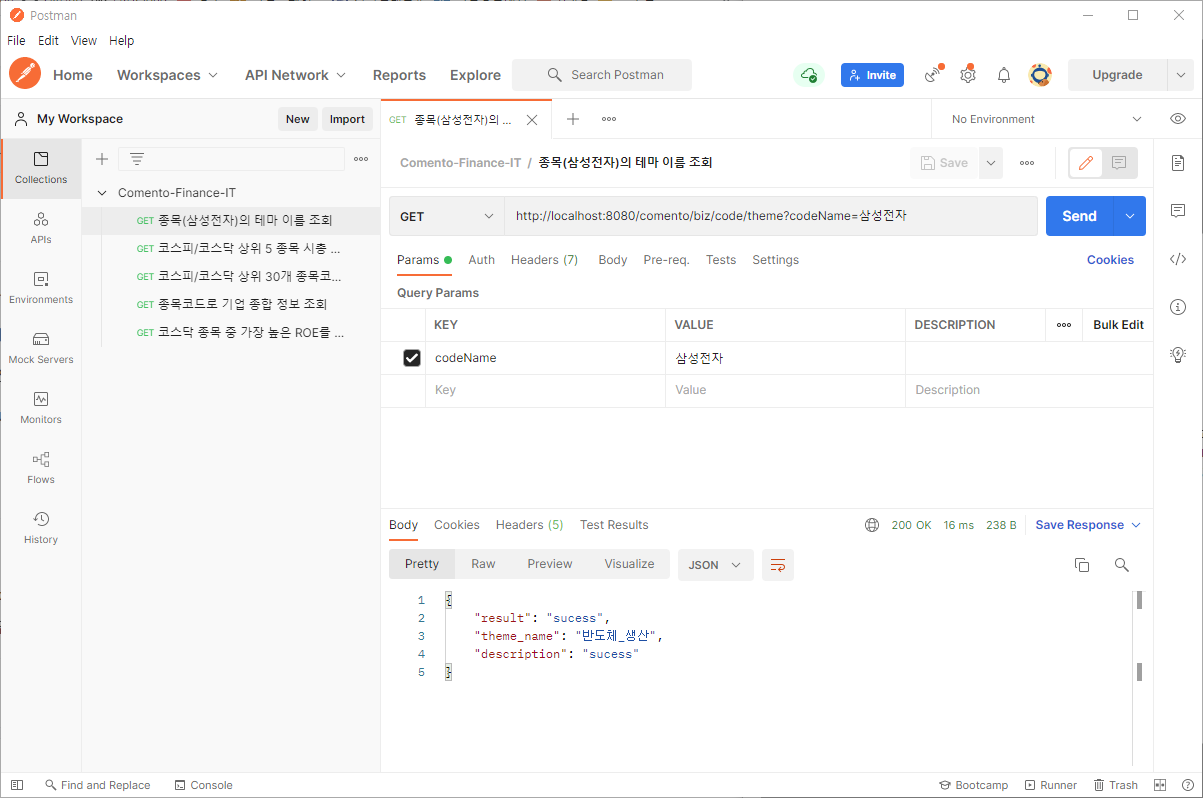 Postman
File Edit View Help
Home Workspaces API Network Reports Explore Search Postman Invite Upgrade
My Workspace New Import GET 종목(삼성전자)의 ... No Environment
Collections
APIs
Environments
Mock Servers
Monitors
Flows
History
Comento-Finance-IT
GET 종목(삼성전자)의 테마 이름 조회
GET 코스피/코스닥 상위 5 종목 시총 ...
GET 코스피/코스닥 상위 30개 종목코...
GET 종목코드로 기업 종합 정보 조회
GET 코스닥 종목 중 가장 높은 ROE를 ...
Comento-Finance-IT / 종목(삼성전자)의 테마 이름 조회 Save
GET http://localhost:8080/comento/biz/code/theme?codeName=삼성전자 Send
Params Auth Headers (7) Body Pre-req. Tests Settings Cookies
Query Params
KEY VALUE DESCRIPTION Bulk Edit
codeName 삼성전자
Key Value Description
Body Cookies Headers (5) Test Results 200 OK 16 ms 238 B Save Response
Pretty Raw Preview Visualize JSON
1 {
2 "result": "sucess",
3 "theme_name": "반도체_생산",
4 "description": "sucess"
5 }
Find and Replace Console Bootcamp Runner Trash